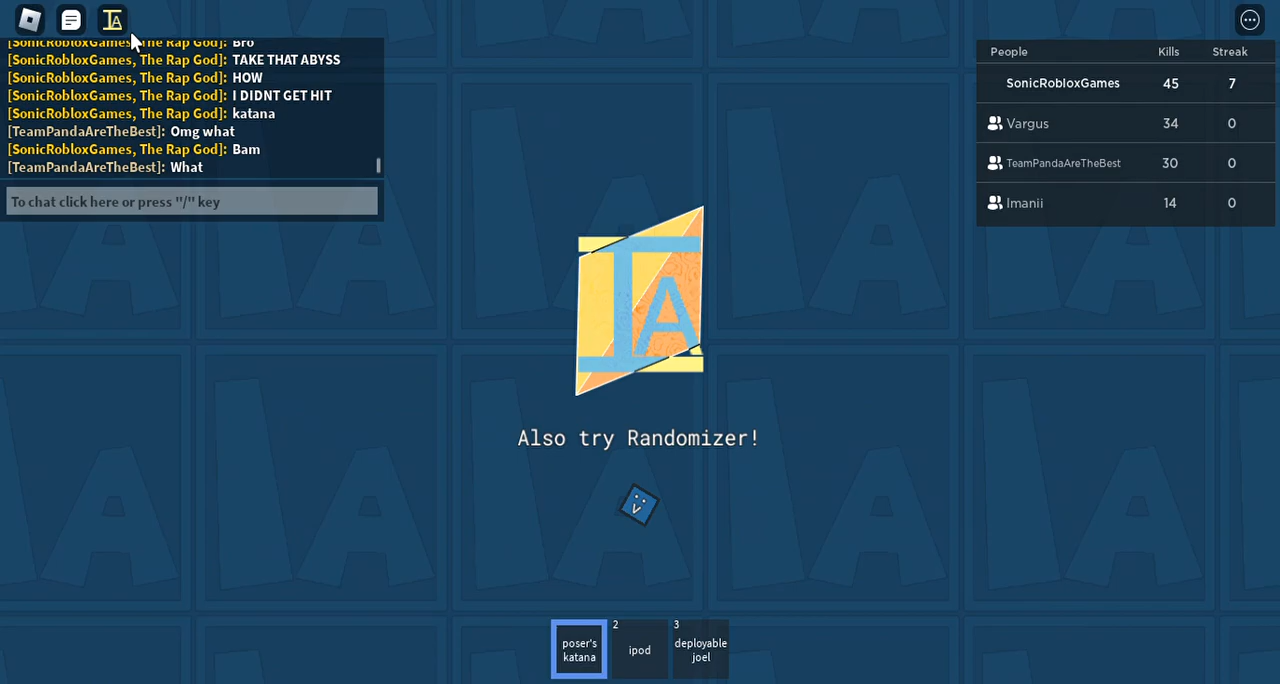 IA
[SonicRobloxGames, The Rap God]: Bro
[SonicRobloxGames, The Rap God]: TAKE THAT ABYSS
[SonicRobloxGames, The Rap God]: HOW
[SonicRobloxGames, The Rap God]: I DIDNT GET HIT
[SonicRobloxGames, The Rap God]: katana
[TeamPandaAreTheBest]: Omg what
[SonicRobloxGames, The Rap God]: Bam
[TeamPandaAreTheBest]: What
To chat click here or press "/" key
People Kills Streak
SonicRobloxGames 45 7
Vargus 34 0
TeamPandaAreTheBest 30 0
Imanii 14 0
IA
Also try Randomizer!
poser's
katana
2
ipod
3
deployable
joel